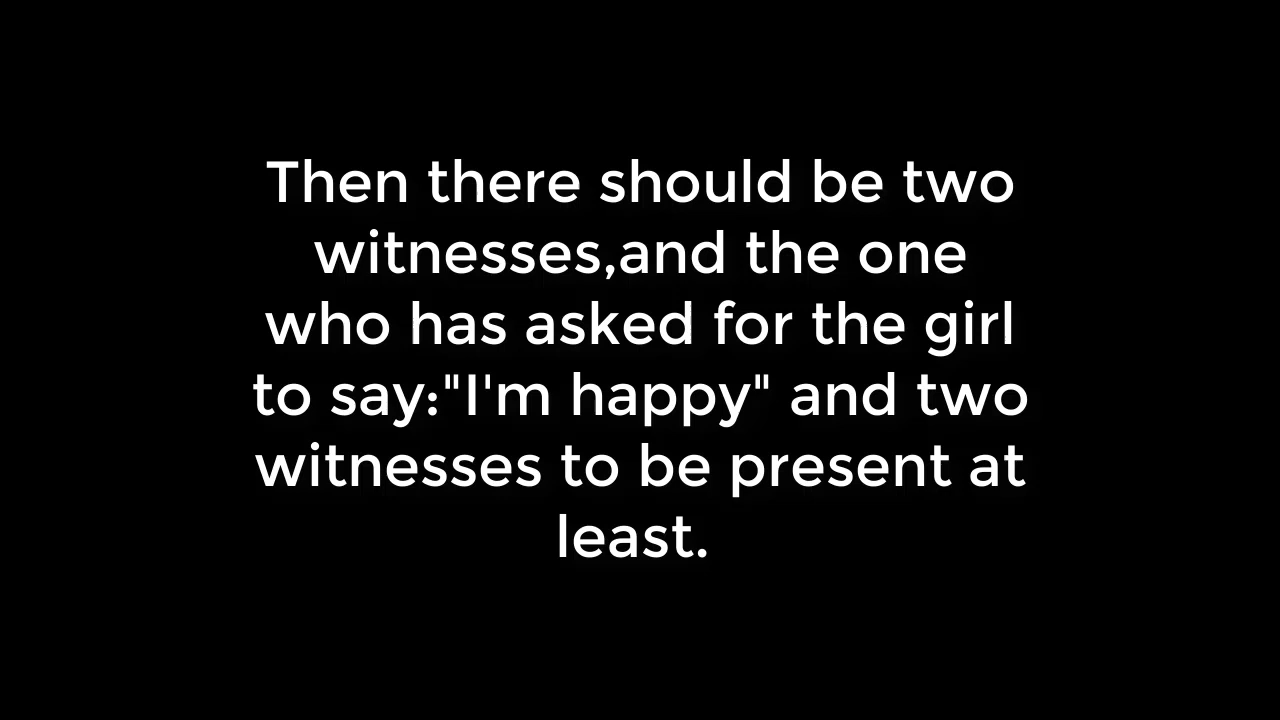 Then there should be two
witnesses,and the one
who has asked for the girl
to say:"I'm happy" and two
witnesses to be present at
least.